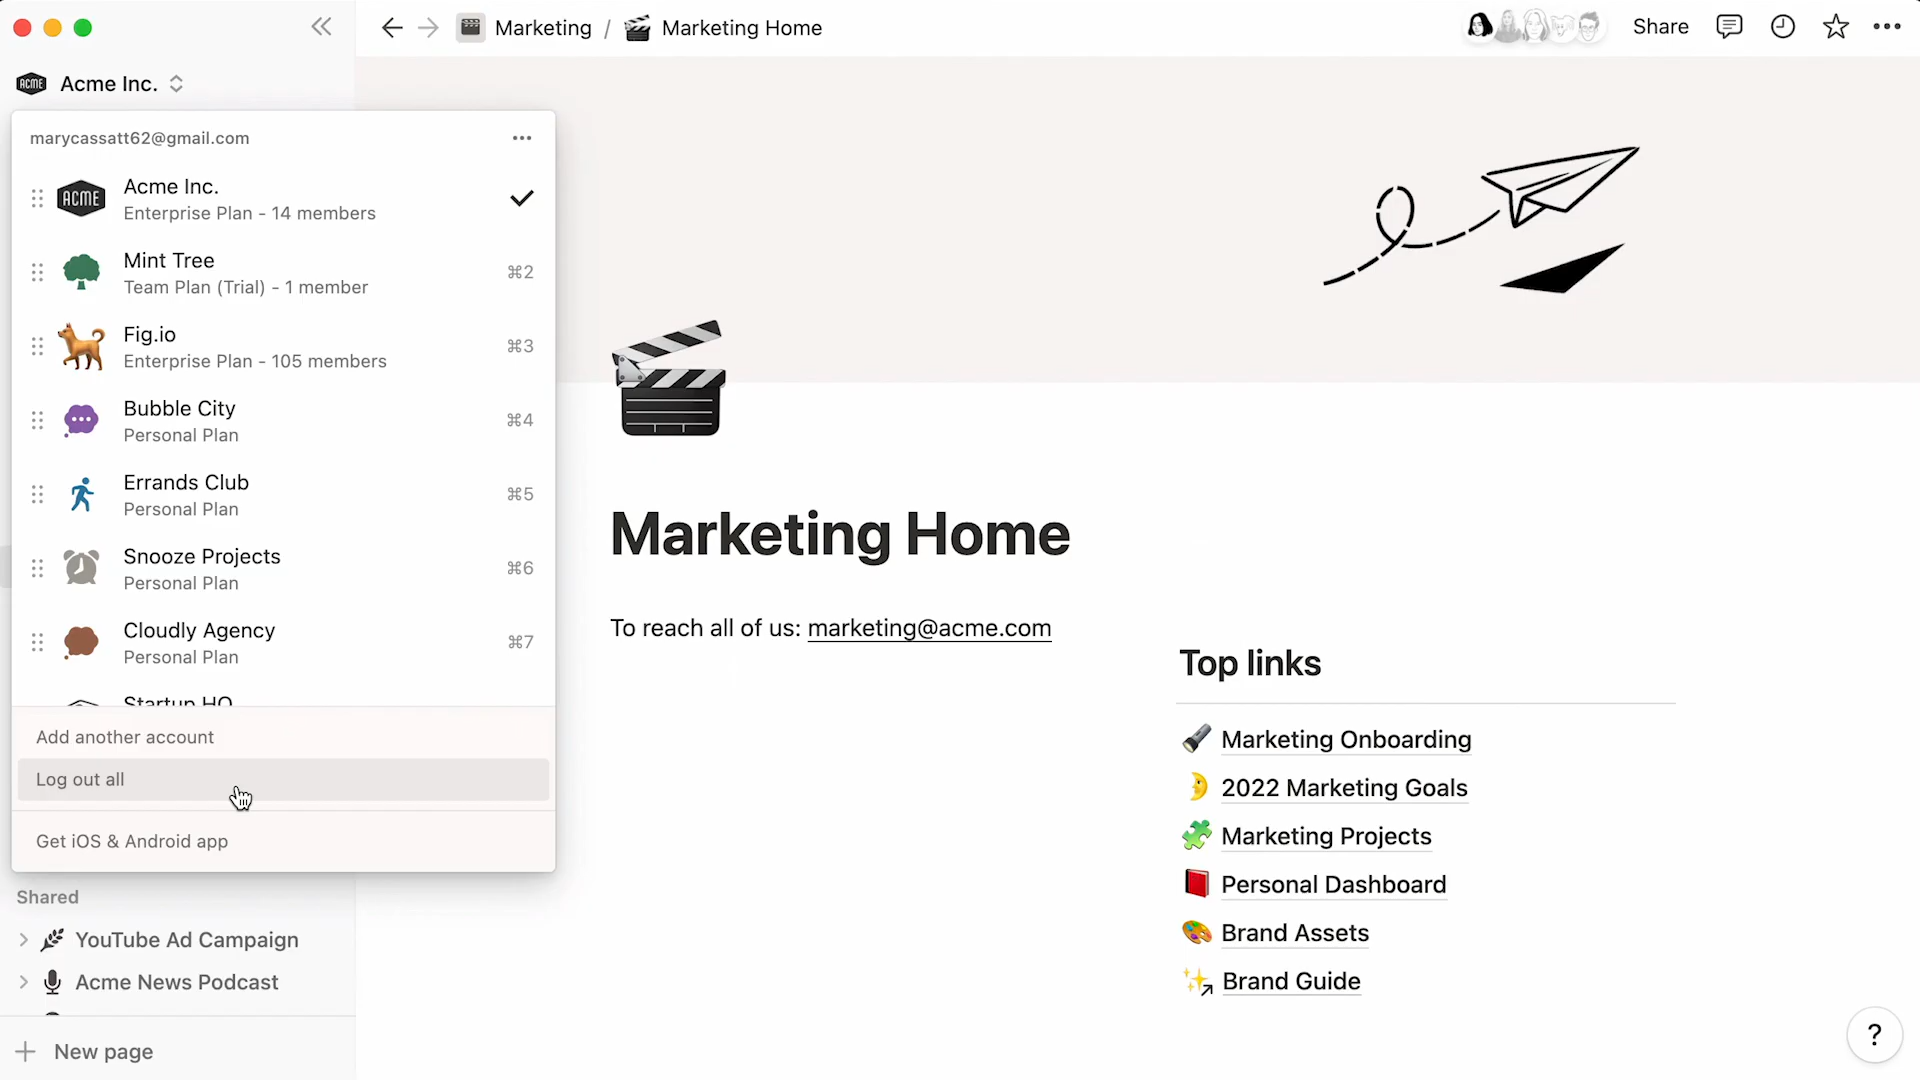 Marketing / Marketing Home
Share
ACME Acme Inc.
marycassatt62@gmail.com
ACME
Acme Inc.
Enterprise Plan - 14 members
Mint Tree
Team Plan (Trial) - 1 member
⌘2
Fig.io
Enterprise Plan - 105 members
⌘3
Bubble City
Personal Plan
⌘4
Errands Club
Personal Plan
⌘5
Snooze Projects
Personal Plan
⌘6
Cloudly Agency
Personal Plan
⌘7
Startup HQ
Add another account
Log out all
Get iOS & Android app
Shared
YouTube Ad Campaign
Acme News Podcast
New page
Marketing Home
To reach all of us: marketing@acme.com
Top links
Marketing Onboarding
2022 Marketing Goals
Marketing Projects
Personal Dashboard
Brand Assets
Brand Guide
?